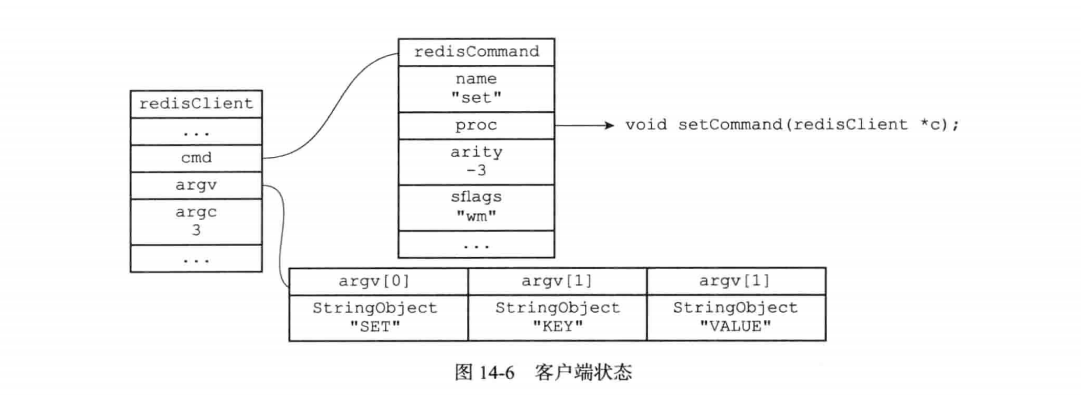 redisClient
...
cmd
argv
argc
3
...
redisCommand
name
"set"
proc
void setCommand(redisClient *c);
arity
-3
sflags
"wm"
...
argv[0] argv[1] argv[1]
StringObject StringObject StringObject
"SET" "KEY" "VALUE"
图 14-6 客户端状态